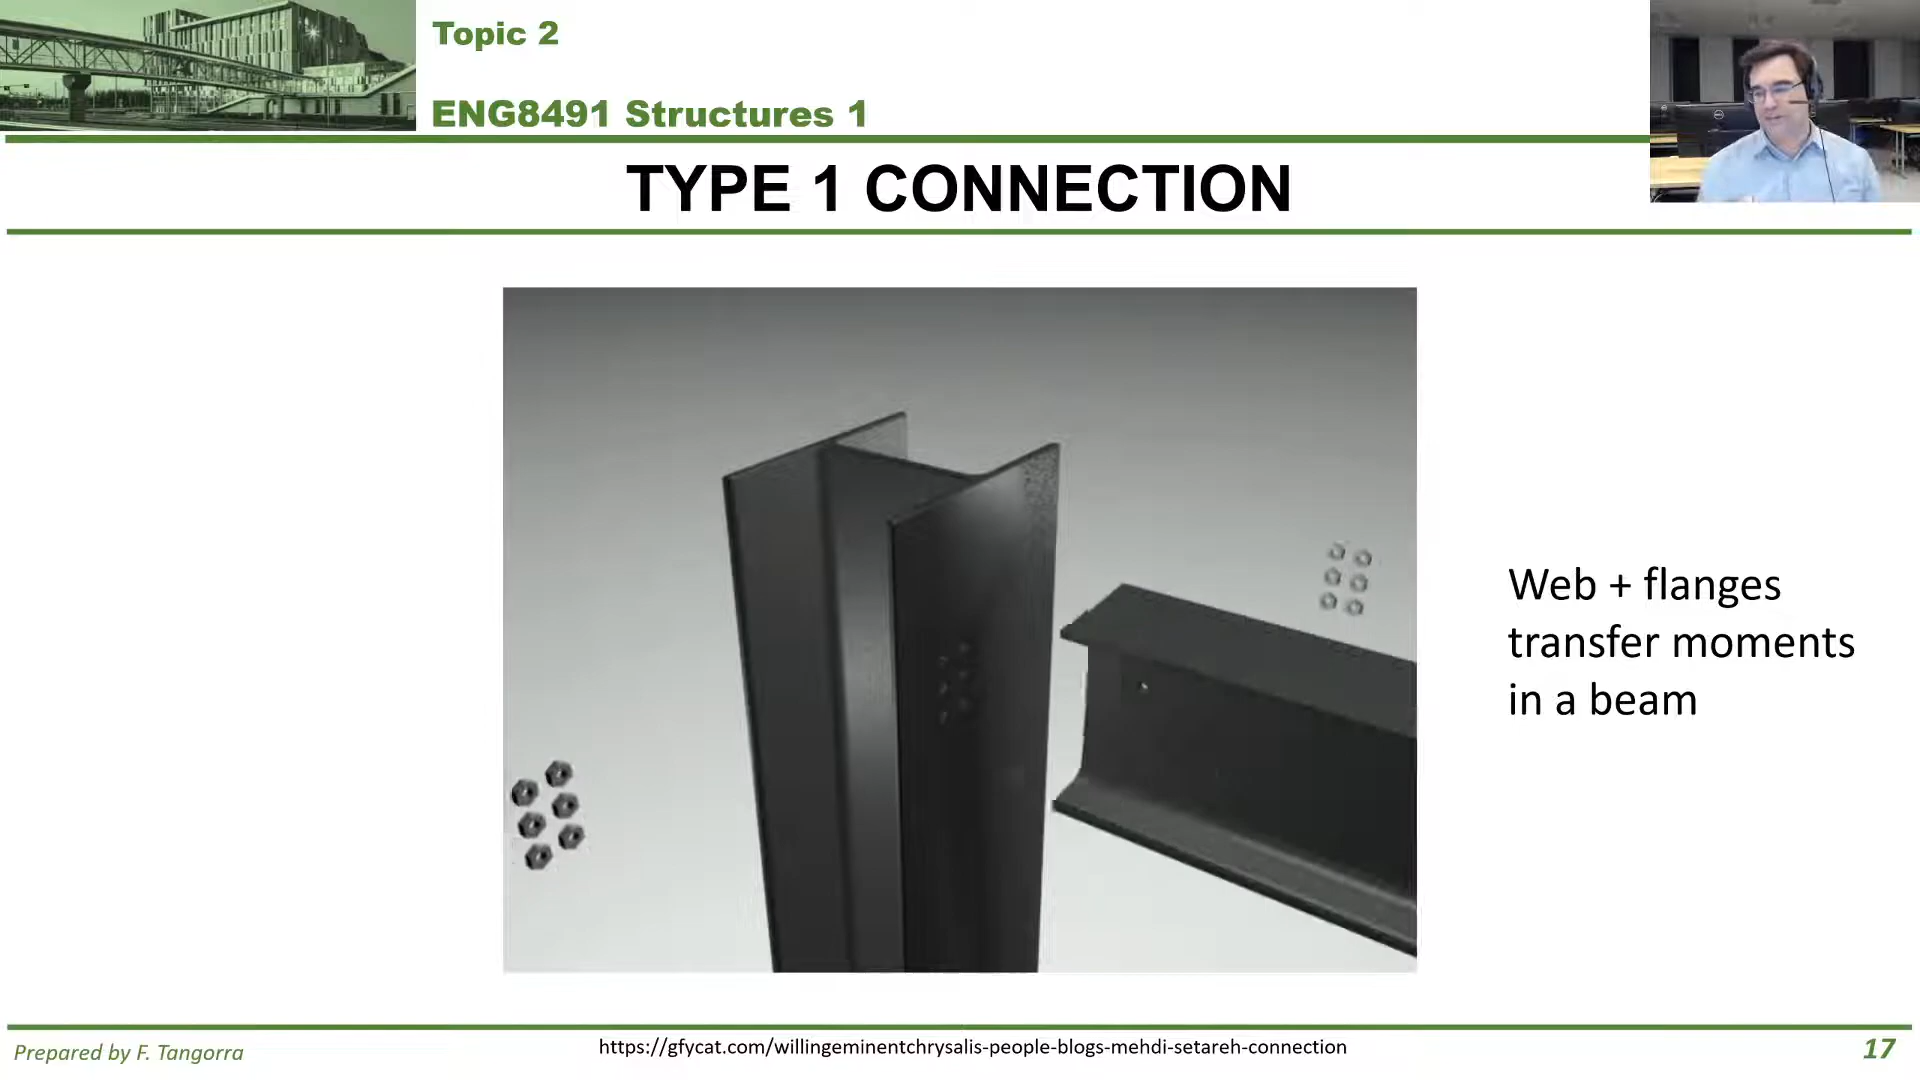 Topic 2
ENG8491 Structures 1
TYPE 1 CONNECTION
Web + flanges
transfer moments
in a beam
Prepared by F. Tangorra
https://gfycat.com/willingeminentchrysalis-people-blogs-mehdi-setareh-connection
17